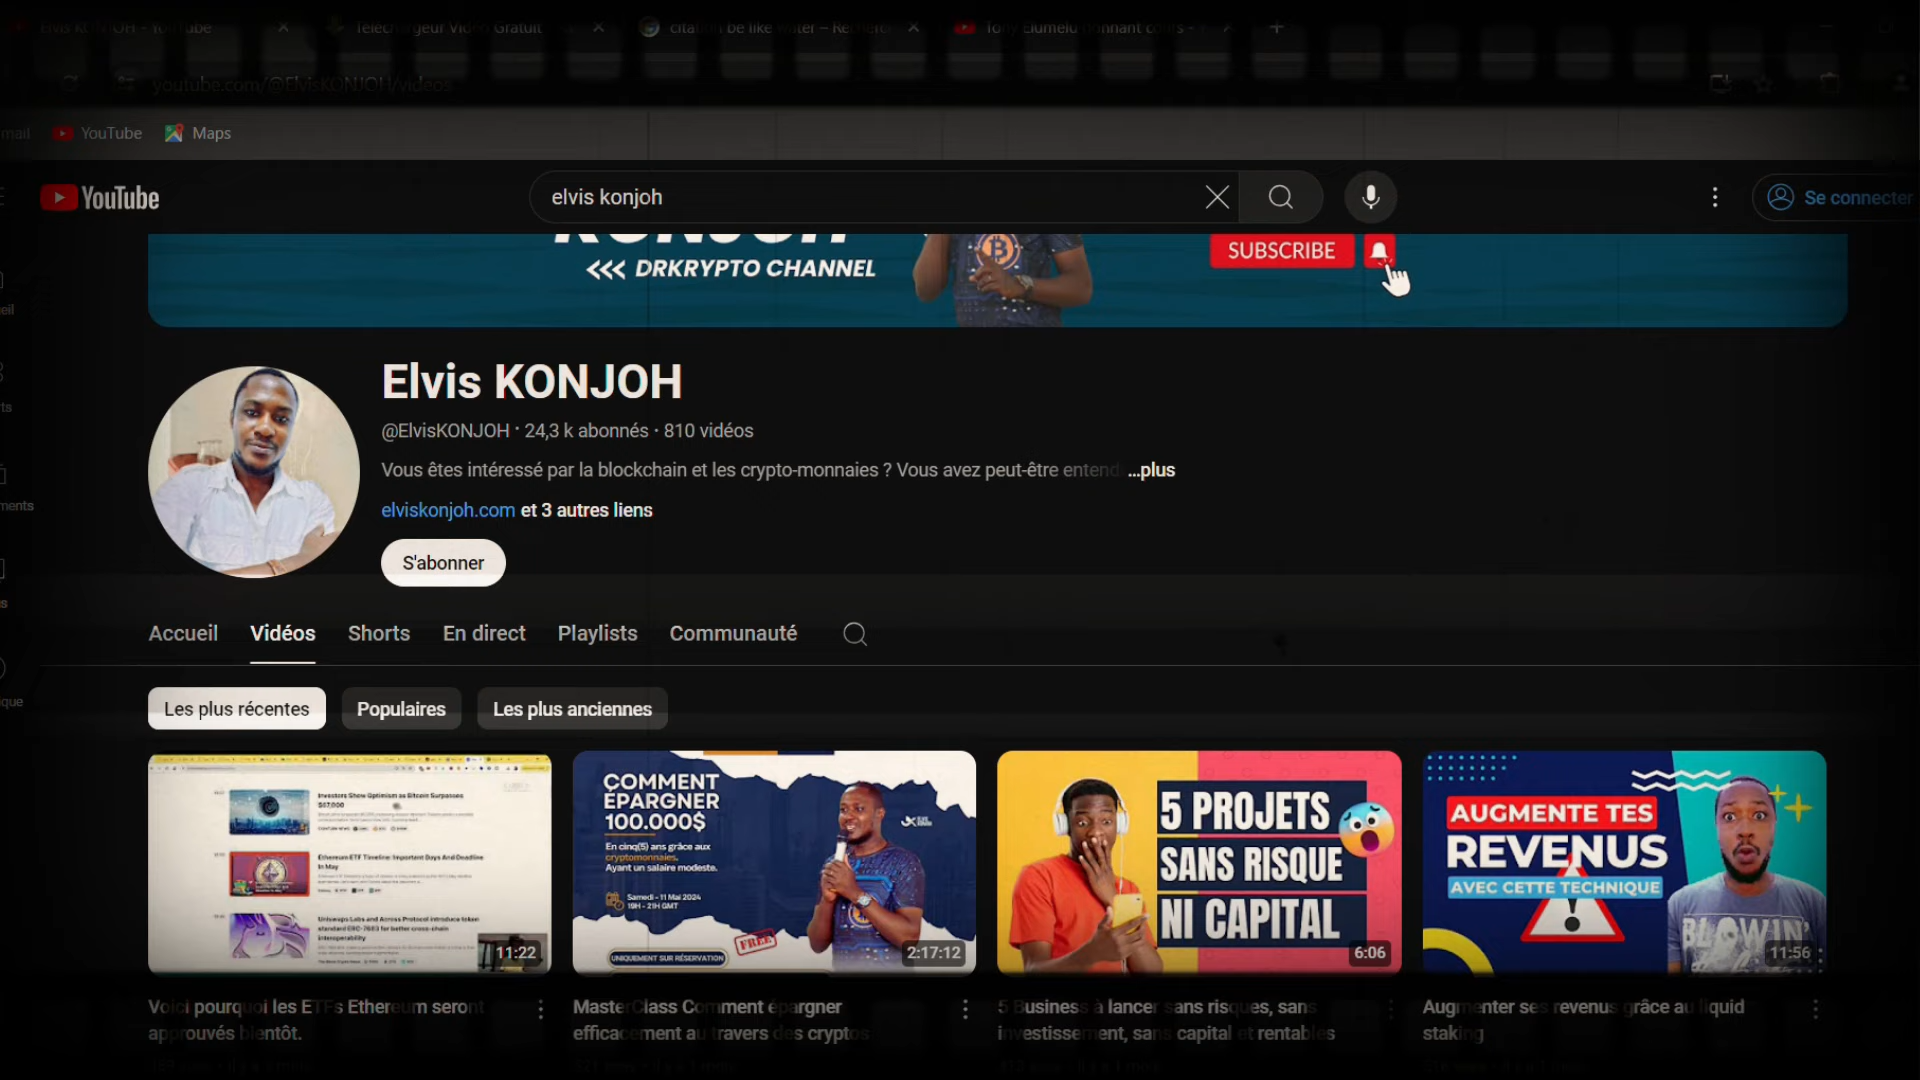 Elvis KONJOH - YouTube
Téléchargeur Vidéo Gratuit
citation be like water – Recherc
Tony Elumelu donnant cours -
youtube.com/@ElvisKONJOH/videos
mail YouTube Maps
YouTube
elvis konjoh
Se connecter
KONJOH
<<< DRKRYPTO CHANNEL
SUBSCRIBE
Elvis KONJOH
@ElvisKONJOH · 24,3 k abonnés · 810 vidéos
Vous êtes intéressé par la blockchain et les crypto-monnaies ? Vous avez peut-être entend ...plus
elviskonjoh.com et 3 autres liens
S'abonner
Accueil Vidéos Shorts En direct Playlists Communauté
Les plus récentes Populaires Les plus anciennes
Investors Show Optimism as Bitcoin Surpasses
$67,000
Ethereum ETF Timeline: Important Days And Deadline
In May
Uniswap Labs and Across Protocol introduce token
standard ERC-7683 for better cross-chain
interoperability
11:22
COMMENT
ÉPARGNER
100.000$
En cinq(5) ans grâce aux
cryptomonnaies.
Ayant un salaire modeste.
Samedi - 11 Mai 2024
19H - 21H GMT
FREE
UNIQUEMENT SUR RÉSERVATION
2:17:12
5 PROJETS
SANS RISQUE
NI CAPITAL
6:06
AUGMENTE TES
REVENUS
AVEC CETTE TECHNIQUE
BLOWIN'
11:56
Voici pourquoi les ETFs Ethereum seront
approuvés bientôt.
MasterClass Comment épargner
efficacement au travers des cryptos
5 Business à lancer sans risques, sans
investissement, sans capital et rentables
Augmenter ses revenus grâce au liquid
staking